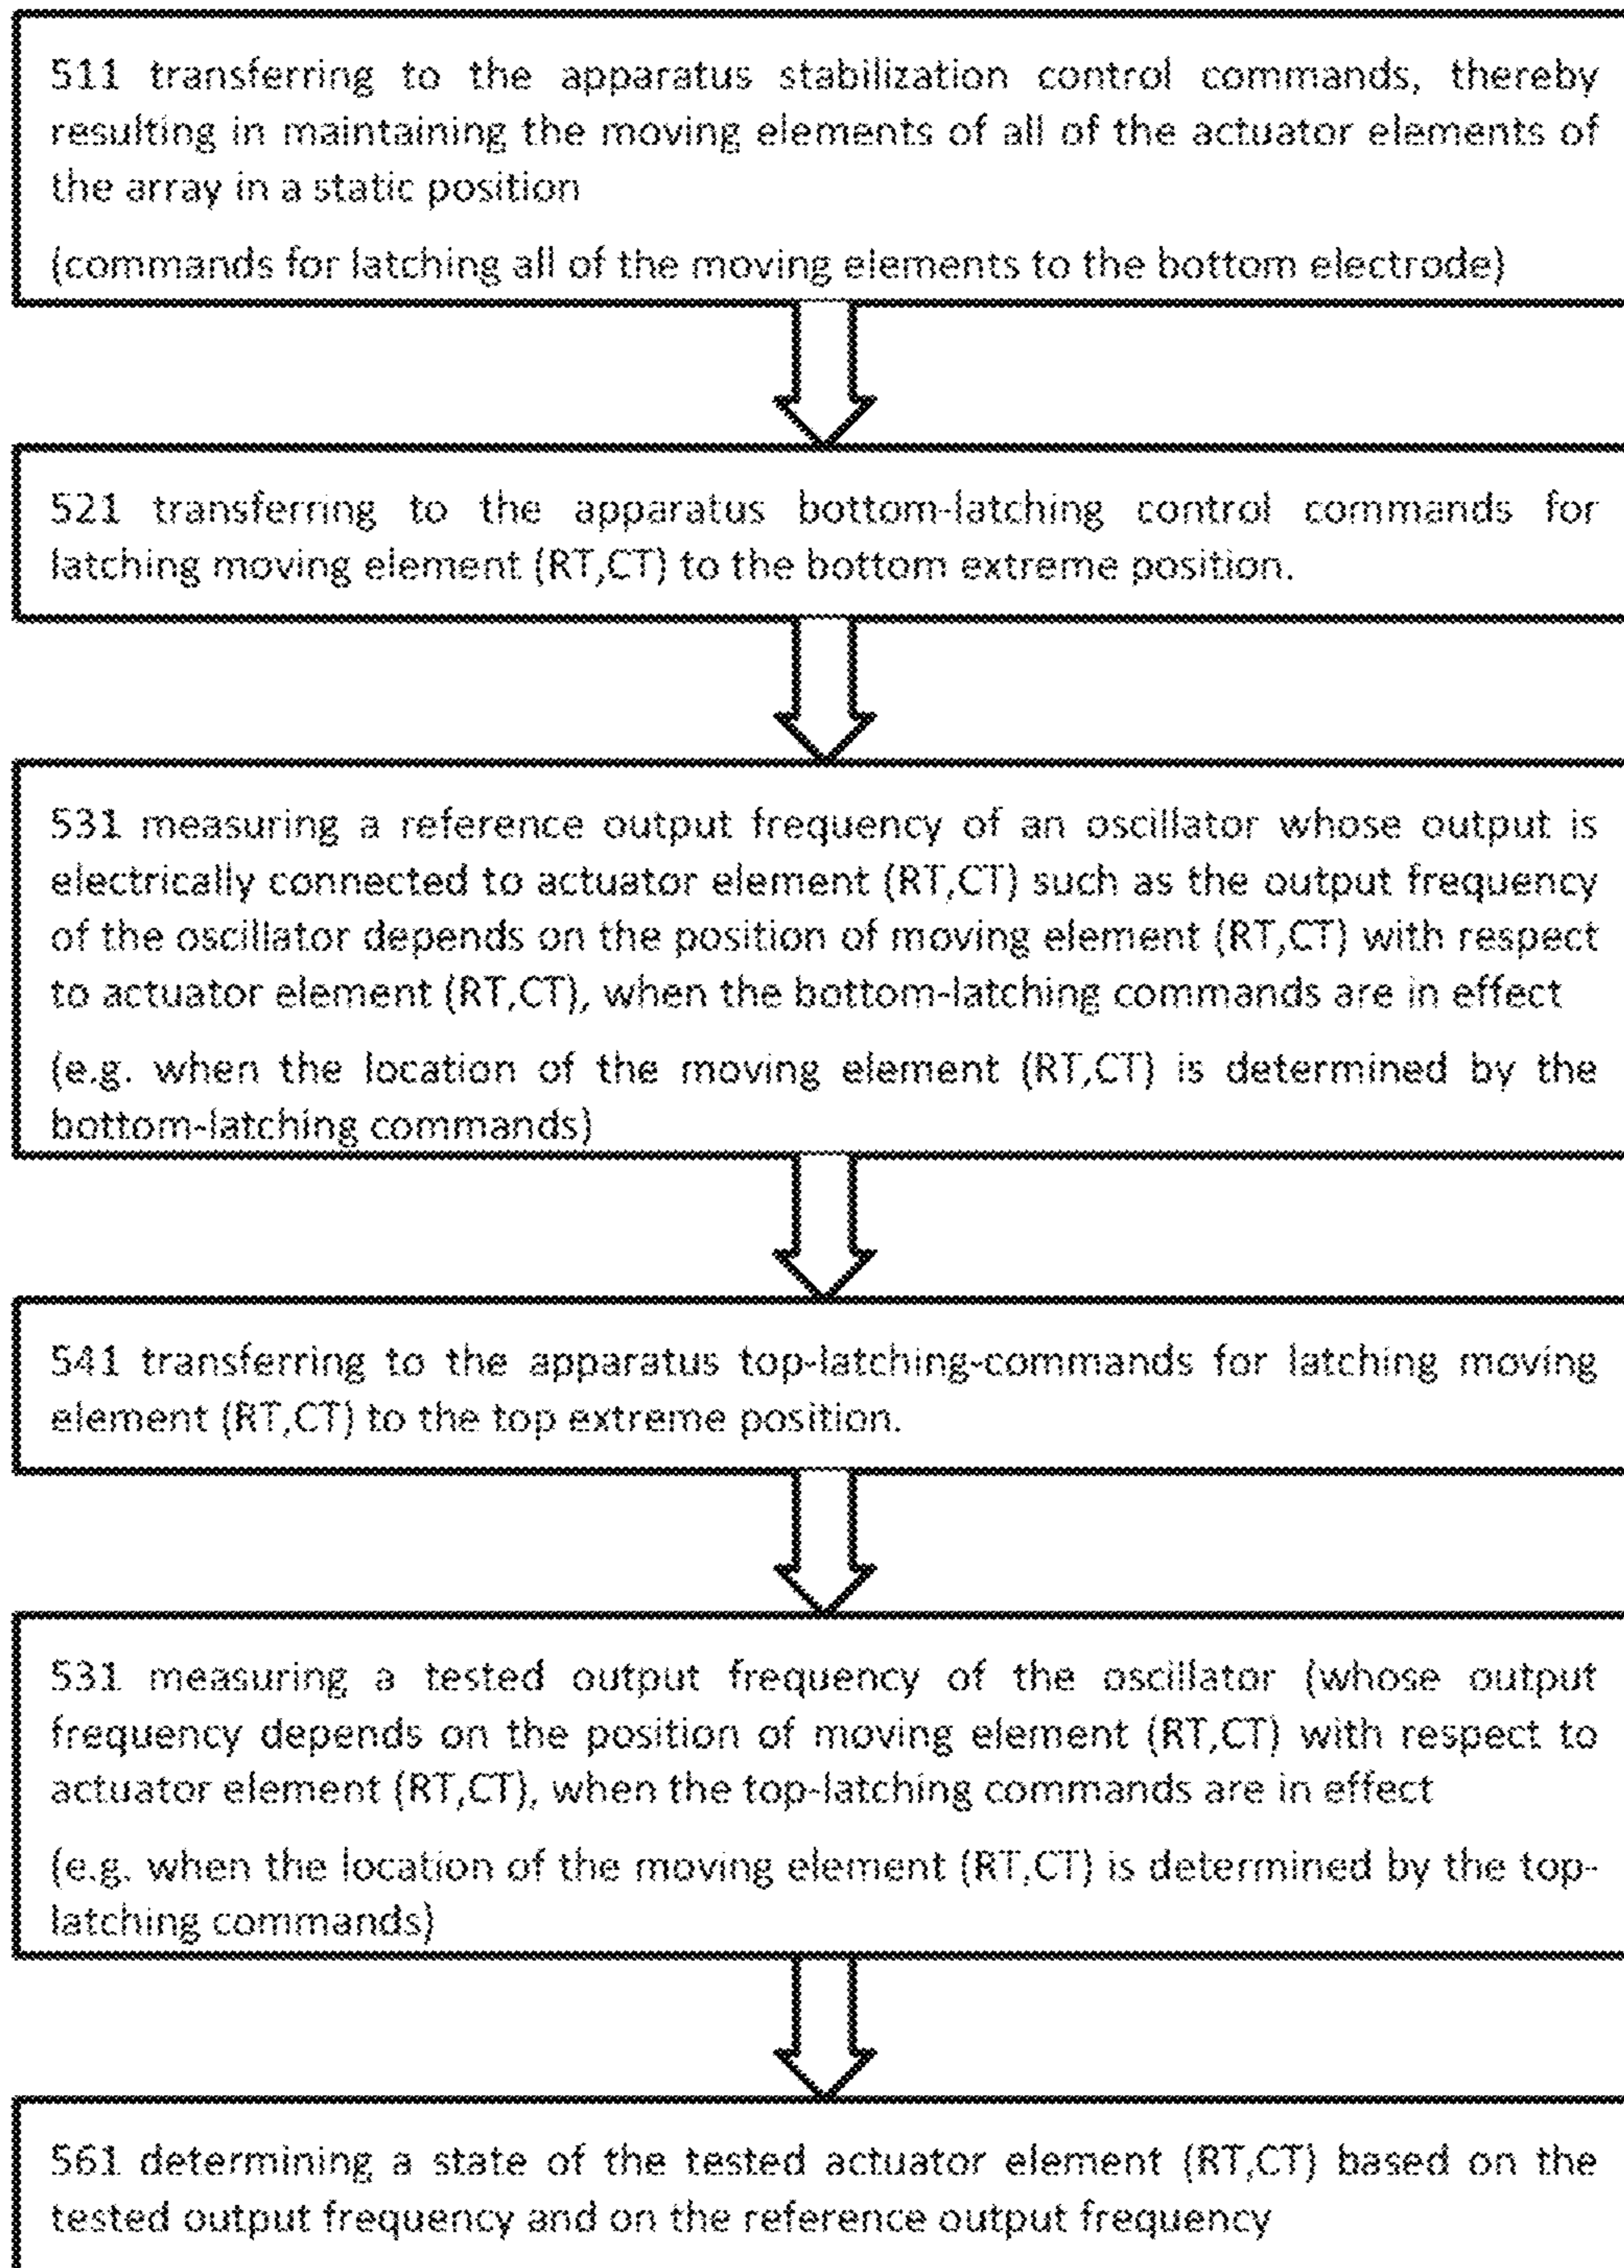 511 transferring to the apparatus stabilization control commands, thereby
resulting in maintaining the moving elements of all of the actuator elements of
the array in a static position
(commands for latching all of the moving elements to the bottom electrode)
521 transferring to the apparatus bottom-latching control commands for
latching moving element (RT,CT) to the bottom extreme position.
531 measuring a reference output frequency of an oscillator whose output is
electrically connected to actuator element (RT,CT) such as the output frequency
of the oscillator depends on the position of moving element (RT,CT) with respect
to actuator element (RT,CT), when the bottom-latching commands are in effect
(e.g. when the location of the moving element (RT,CT) is determined by the
bottom-latching commands)
541 transferring to the apparatus top-latching-commands for latching moving
element (RT,CT) to the top extreme position.
531 measuring a tested output frequency of the oscillator (whose output
frequency depends on the position of moving element (RT,CT) with respect to
actuator element (RT,CT), when the top-latching commands are in effect
(e.g. when the location of the moving element (RT,CT) is determined by the top-
latching commands)
561 determining a state of the tested actuator element (RT,CT) based on the
tested output frequency and on the reference output frequency